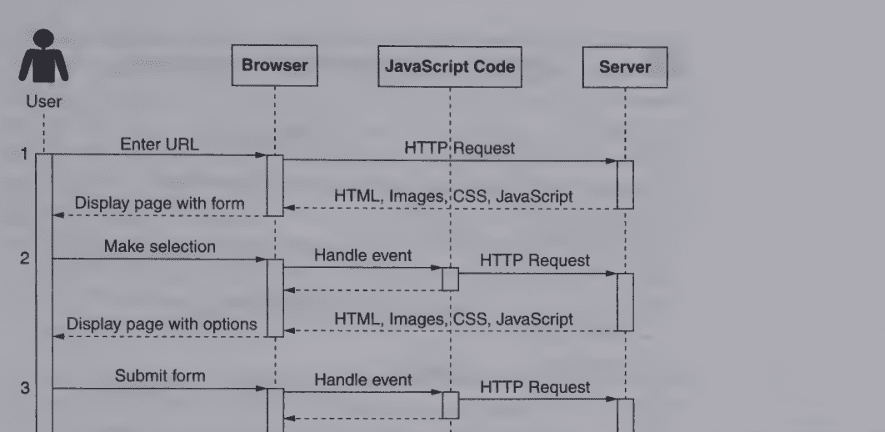 Browser
JavaScript Code
Server
User
1
Enter URL
HTTP Request
Display page with form
HTML, Images, CSS, JavaScript
2
Make selection
Handle event
HTTP Request
Display page with options
HTML, Images, CSS, JavaScript
3
Submit form
Handle event
HTTP Request